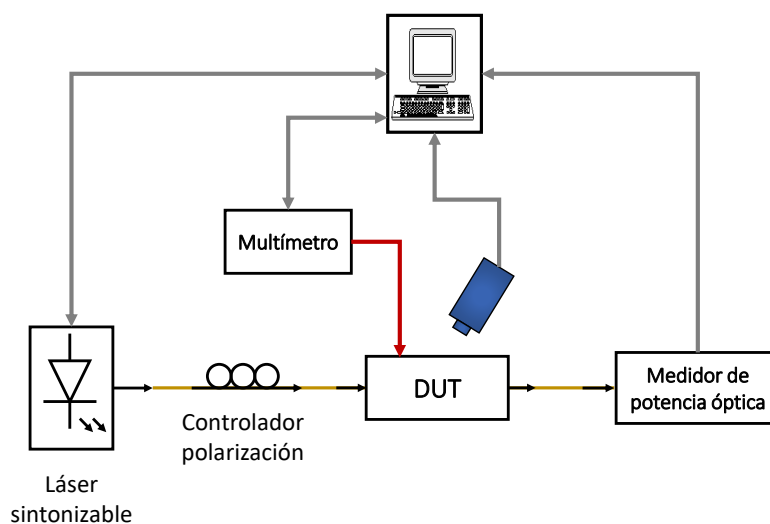 Multímetro
DUT
Medidor de
potencia óptica
Controlador
polarización
Láser
sintonizable